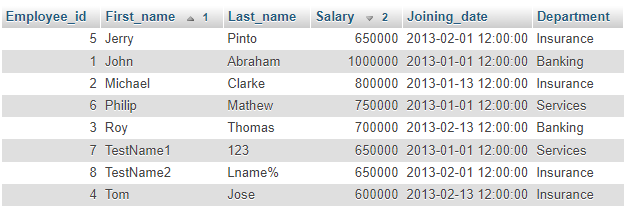 Employee_id First_name 1 Last_name Salary 2 Joining_date Department
5 Jerry Pinto 650000 2013-02-01 12:00:00 Insurance
1 John Abraham 1000000 2013-01-01 12:00:00 Banking
2 Michael Clarke 800000 2013-01-13 12:00:00 Insurance
6 Philip Mathew 750000 2013-01-01 12:00:00 Services
3 Roy Thomas 700000 2013-02-13 12:00:00 Banking
7 TestName1 123 650000 2013-01-01 12:00:00 Services
8 TestName2 Lname% 650000 2013-02-01 12:00:00 Insurance
4 Tom Jose 600000 2013-02-13 12:00:00 Insurance